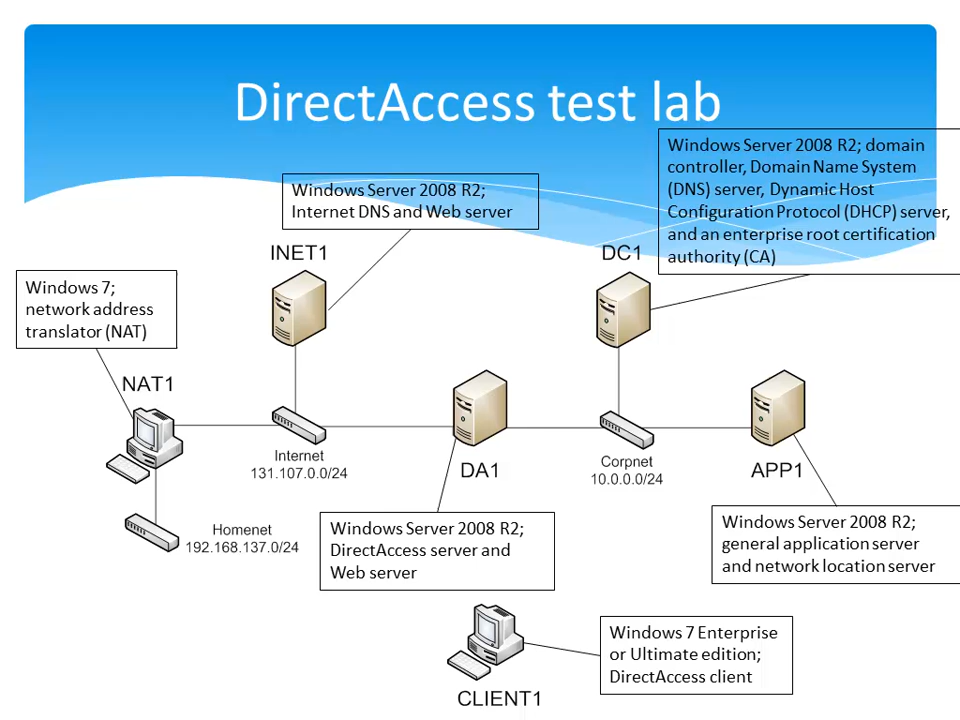 DirectAccess test lab
Windows Server 2008 R2; domain
controller, Domain Name System
(DNS) server, Dynamic Host
Configuration Protocol (DHCP) server,
and an enterprise root certification
authority (CA)
Windows Server 2008 R2;
Internet DNS and Web server
INET1
DC1
Windows 7;
network address
translator (NAT)
NAT1
Internet
131.107.0.0/24
DA1
Corpnet
10.0.0.0/24
APP1
Homenet
192.168.137.0/24
Windows Server 2008 R2;
DirectAccess server and
Web server
Windows Server 2008 R2;
general application server
and network location server
CLIENT1
Windows 7 Enterprise
or Ultimate edition;
DirectAccess client